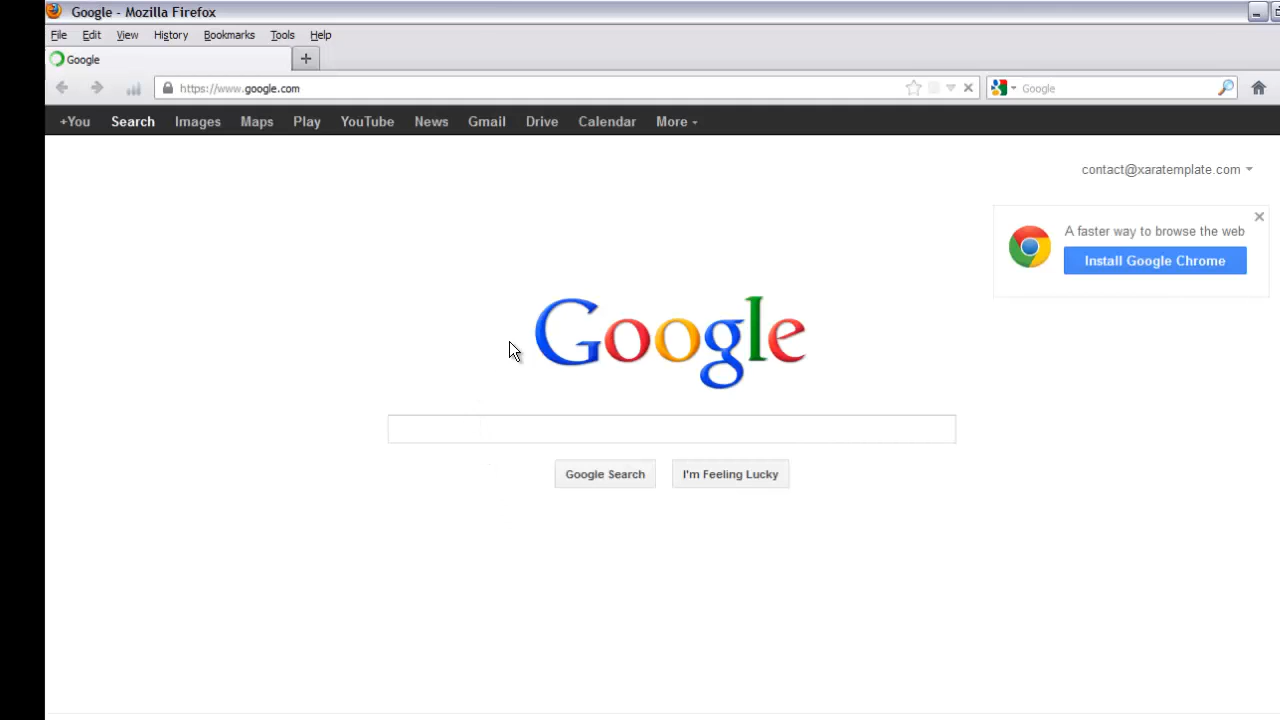 Google - Mozilla Firefox
File Edit View History Bookmarks Tools Help
Google
https://www.google.com Google
+You Search Images Maps Play YouTube News Gmail Drive Calendar More
contact@xaratemplate.com
A faster way to browse the web
Install Google Chrome
Google
Google Search I'm Feeling Lucky